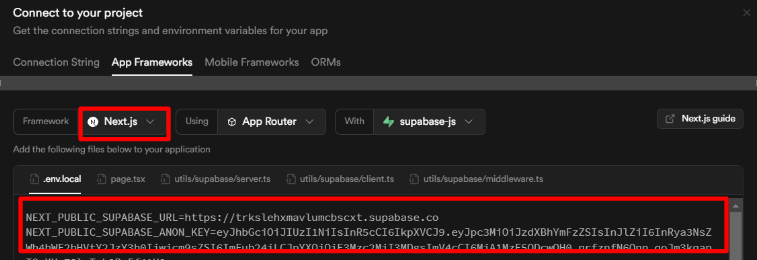 Connect to your project
Get the connection strings and environment variables for your app
Connection String App Frameworks Mobile Frameworks ORMs
Framework Next.js Using App Router With supabase-js Next.js guide
Add the following files below to your application
.env.local page.tsx utils/supabase/server.ts utils/supabase/client.ts utils/supabase/middleware.ts
NEXT_PUBLIC_SUPABASE_URL=https://trkslehxmavlumcbscxt.supabase.co
NEXT_PUBLIC_SUPABASE_ANON_KEY=